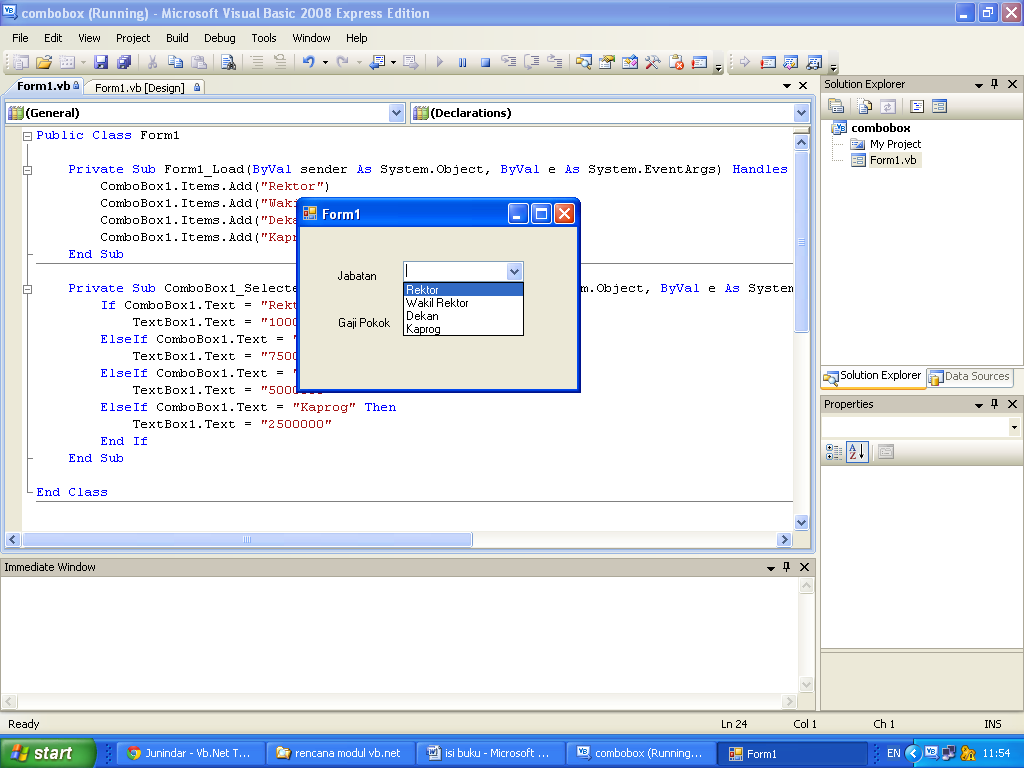 combobox (Running) - Microsoft Visual Basic 2008 Express Edition
File Edit View Project Build Debug Tools Window Help
Form1.vb Form1.vb [Design]
(General) (Declarations)
Public Class Form1
Private Sub Form1_Load(ByVal sender As System.Object, ByVal e As System.EventArgs) Handles
ComboBox1.Items.Add("Rektor")
ComboBox1.Items.Add("Waki
ComboBox1.Items.Add("Deka
ComboBox1.Items.Add("Kapr
End Sub
Private Sub ComboBox1_Selecte m.Object, ByVal e As System
If ComboBox1.Text = "Rekt
TextBox1.Text = "1000
ElseIf ComboBox1.Text = "
TextBox1.Text = "7500
ElseIf ComboBox1.Text = "
TextBox1.Text = "5000
ElseIf ComboBox1.Text = "Kaprog" Then
TextBox1.Text = "2500000"
End If
End Sub
End Class
Form1
Jabatan
Rektor
Wakil Rektor
Dekan
Kaprog
Gaji Pokok
Solution Explorer
combobox
My Project
Form1.vb
Solution Explorer Data Sources
Properties
Immediate Window
Ready Ln 24 Col 1 Ch 1 INS
start Junindar - Vb.Net T... rencana modul vb.net isi buku - Microsoft ... combobox (Running... Form1 EN 11:54